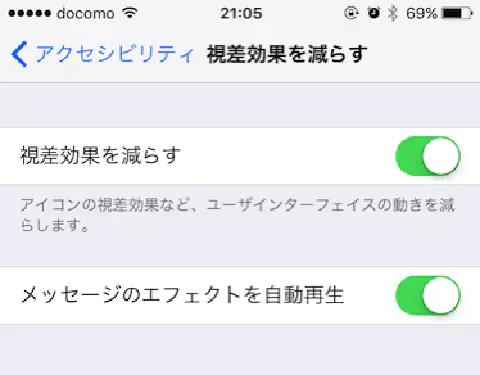 docomo 21:05 69%
アクセシビリティ 視差効果を減らす
視差効果を減らす
アイコンの視差効果など、ユーザインターフェイスの動きを減
らします。
メッセージのエフェクトを自動再生